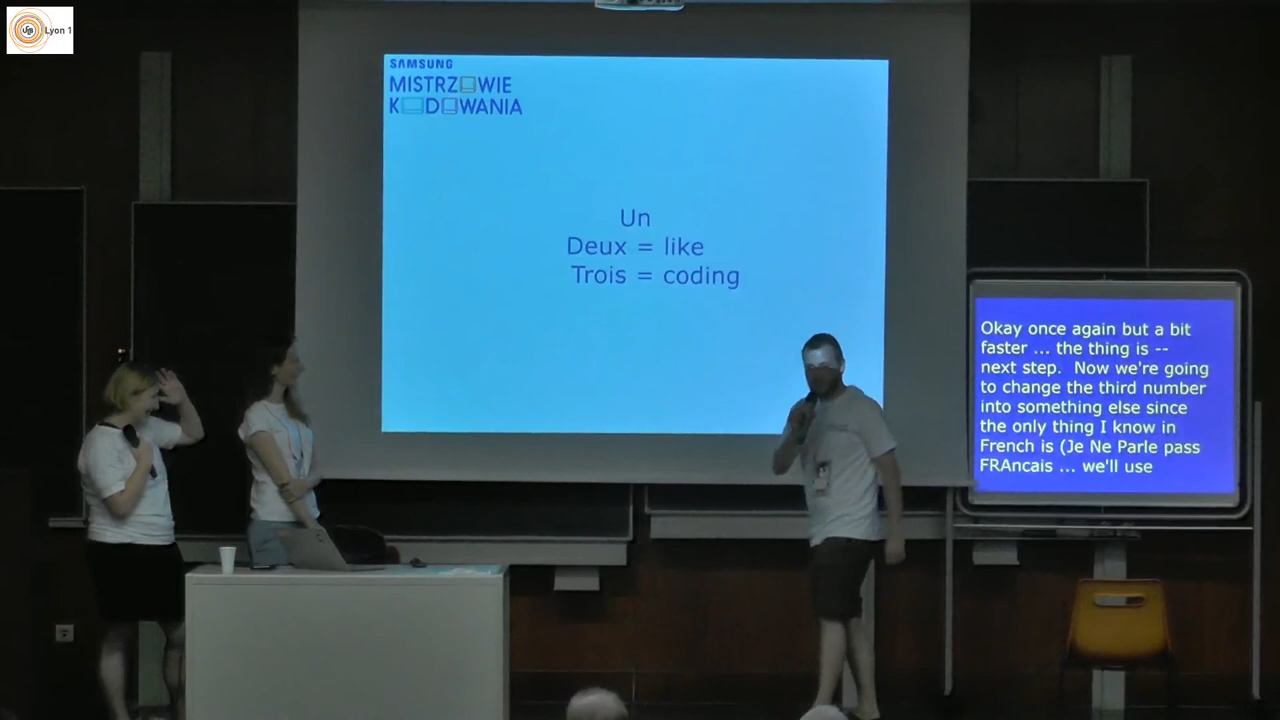 Lyon 1
SAMSUNG
MISTRZOWIE
KODOWANIA
Un
Deux = like
Trois = coding
Okay once again but a bit
faster ... the thing is --
next step. Now we're going
to change the third number
into something else since
the only thing I know in
French is (Je Ne Parle pass
FRAncais ... we'll use